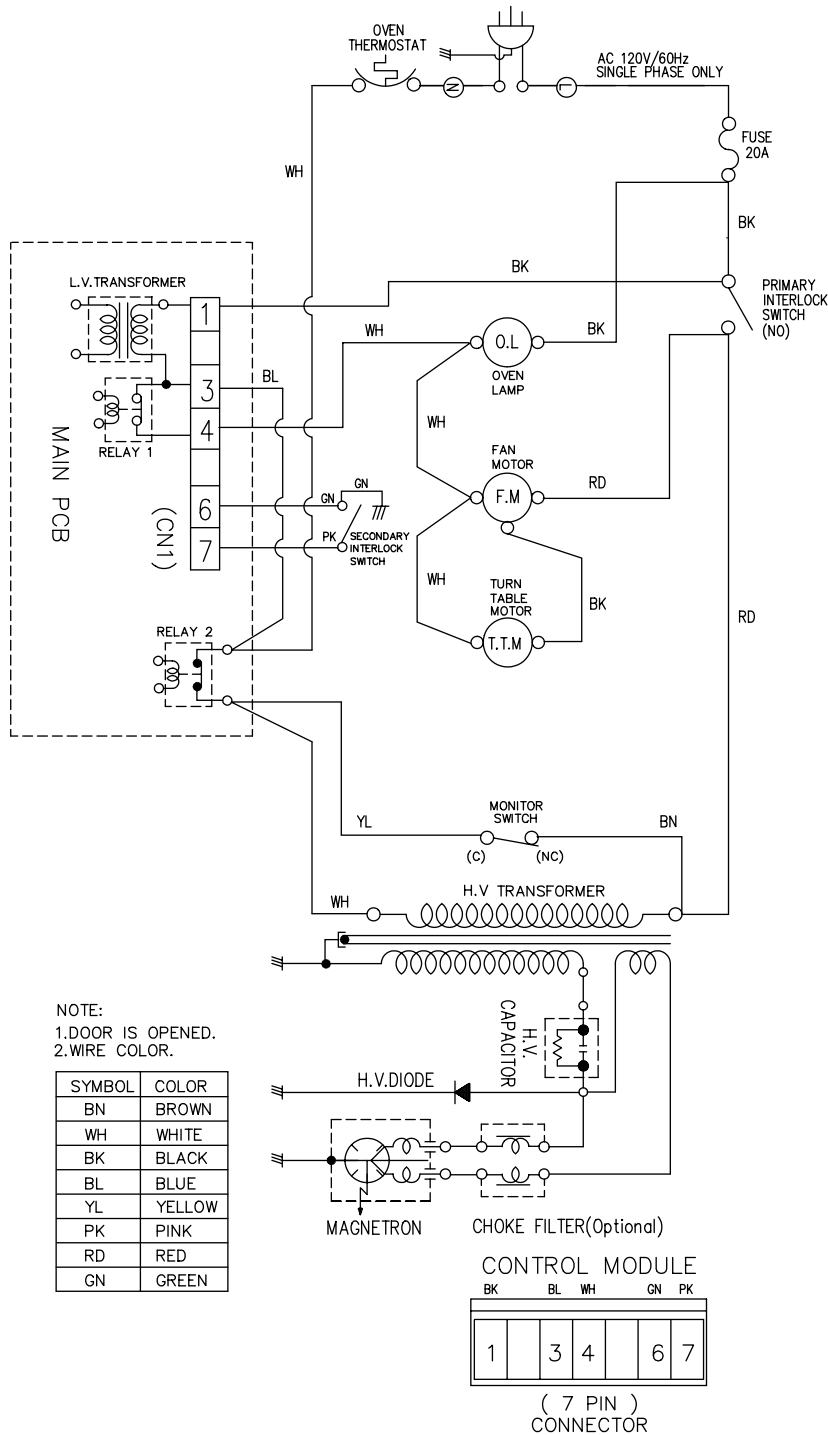 OVEN
THERMOSTAT
N
L
AC 120V/60Hz
SINGLE PHASE ONLY
FUSE
20A
WH
BK
BK
PRIMARY
INTERLOCK
SWITCH
(NO)
L.V.TRANSFORMER
1
WH
O.L
BK
OVEN
LAMP
3
BL
4
RELAY 1
MAIN PCB
(CN1)
WH
FAN
MOTOR
F.M
RD
6
GN
GN
7
PK
SECONDARY
INTERLOCK
SWITCH
WH
TURN
TABLE
MOTOR
T.T.M
BK
RD
RELAY 2
YL
MONITOR
SWITCH
(C)
(NC)
BN
WH
H.V TRANSFORMER
H.V.
CAPACITOR
H.V.DIODE
MAGNETRON
CHOKE FILTER(Optional)
NOTE:
1.DOOR IS OPENED.
2.WIRE COLOR.
SYMBOL COLOR
BN BROWN
WH WHITE
BK BLACK
BL BLUE
YL YELLOW
PK PINK
RD RED
GN GREEN
CONTROL MODULE
BK BL WH GN PK
1 3 4 6 7
( 7 PIN )
CONNECTOR